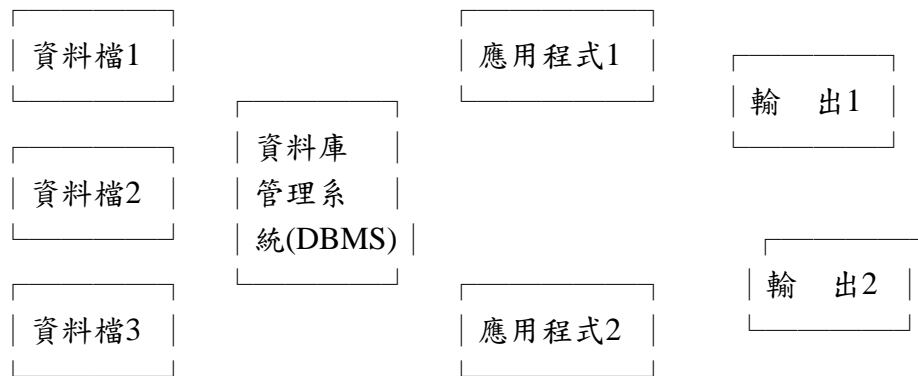 資料檔1
資料檔2
資料檔3
資料庫
管理系
統(DBMS)
應用程式1
應用程式2
輸 出1
輸 出2